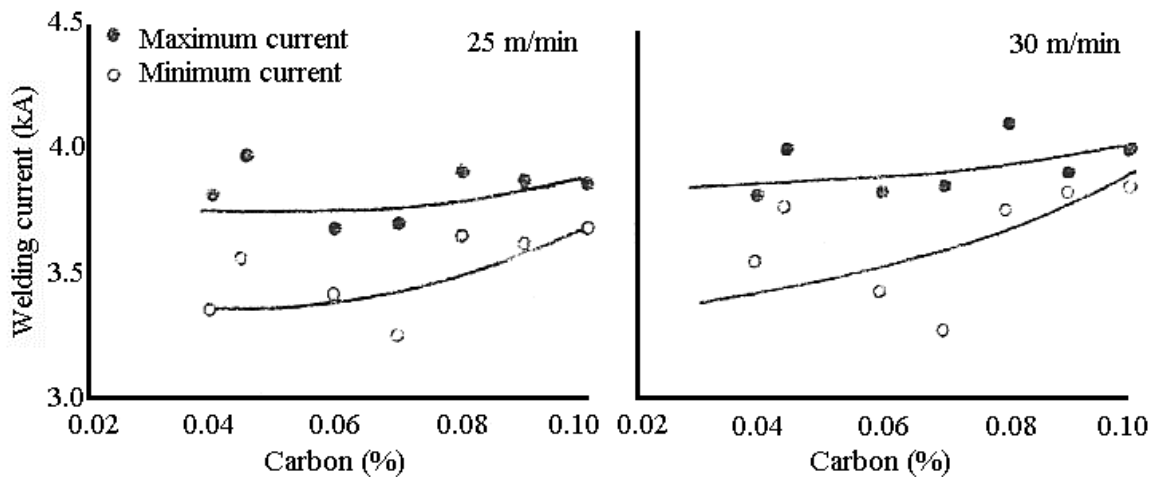 4.5
Maximum current
25 m/min
30 m/min
Minimum current
4.0
Welding current (kA)
3.5
3.0
0.02 0.04 0.06 0.08 0.10 0.02 0.04 0.06 0.08 0.10
Carbon (%) Carbon (%)